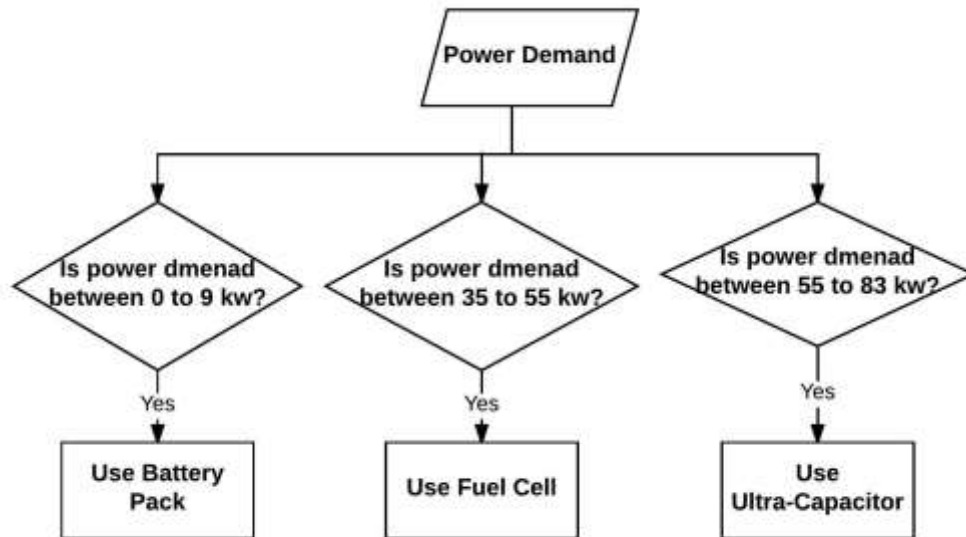 Power Demand
Is power dmenad
between 0 to 9 kw?
Is power dmenad
between 35 to 55 kw?
Is power dmenad
between 55 to 83 kw?
Yes
Yes
Yes
Use Battery
Pack
Use Fuel Cell
Use
Ultra-Capacitor